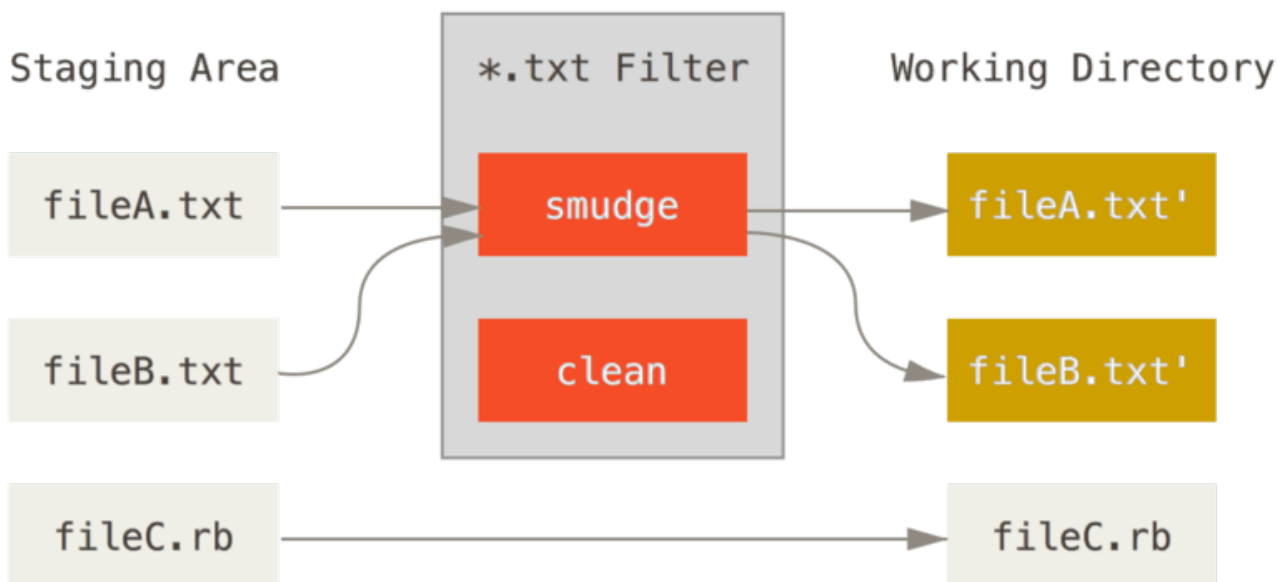 Staging Area
*.txt Filter
Working Directory
fileA.txt
smudge
fileA.txt'
fileB.txt
clean
fileB.txt'
fileC.rb
fileC.rb